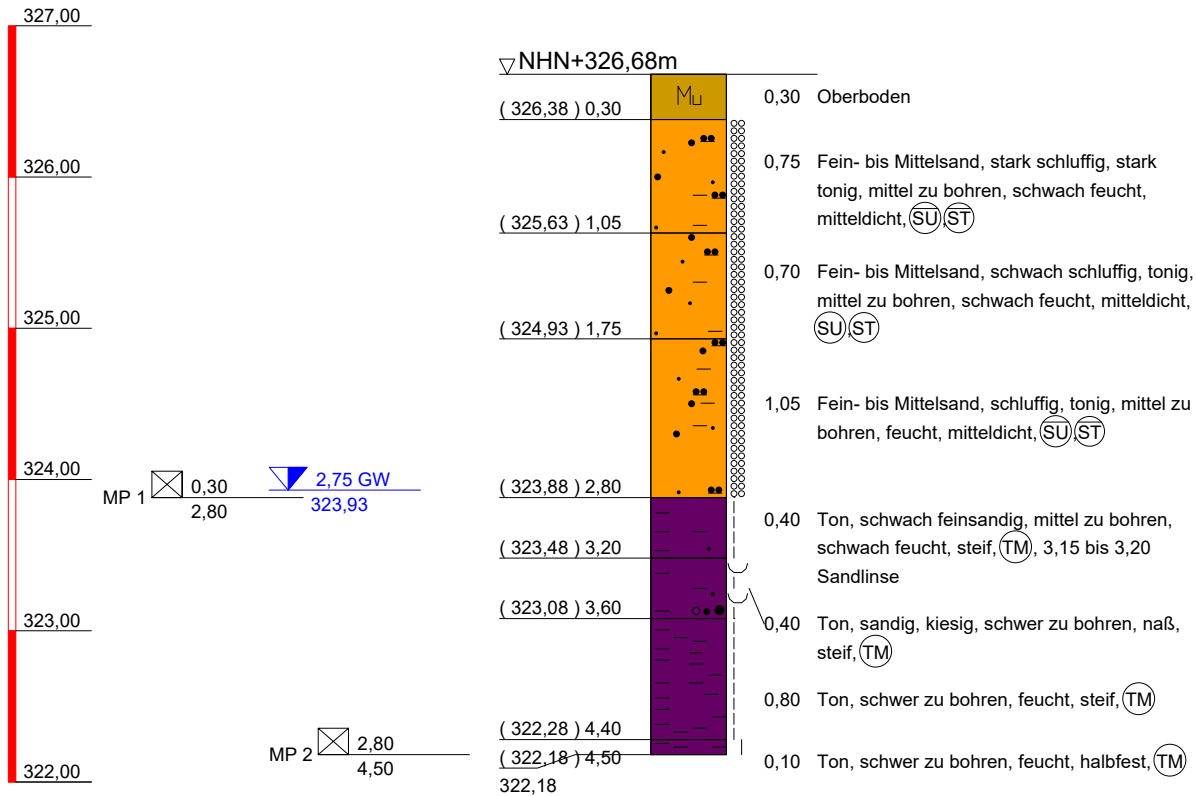 327,00
NHN+326,68m
Mu
0,30 Oberboden
( 326,38 ) 0,30
326,00
0,75 Fein- bis Mittelsand, stark schluffig, stark
tonig, mittel zu bohren, schwach feucht,
mitteldicht, S̅U̅, S̅T̅
( 325,63 ) 1,05
0,70 Fein- bis Mittelsand, schwach schluffig, tonig,
mittel zu bohren, schwach feucht, mitteldicht,
SU, S̅T̅
325,00
( 324,93 ) 1,75
1,05 Fein- bis Mittelsand, schluffig, tonig, mittel zu
bohren, feucht, mitteldicht, S̅U̅, S̅T̅
324,00
MP 1 0,30
2,80
2,75 GW
323,93
( 323,88 ) 2,80
0,40 Ton, schwach feinsandig, mittel zu bohren,
schwach feucht, steif, TM, 3,15 bis 3,20
Sandlinse
( 323,48 ) 3,20
( 323,08 ) 3,60
323,00
0,40 Ton, sandig, kiesig, schwer zu bohren, naß,
steif, TM
0,80 Ton, schwer zu bohren, feucht, steif, TM
( 322,28 ) 4,40
MP 2 2,80
4,50
( 322,18 ) 4,50
0,10 Ton, schwer zu bohren, feucht, halbfest, TM
322,00
322,18